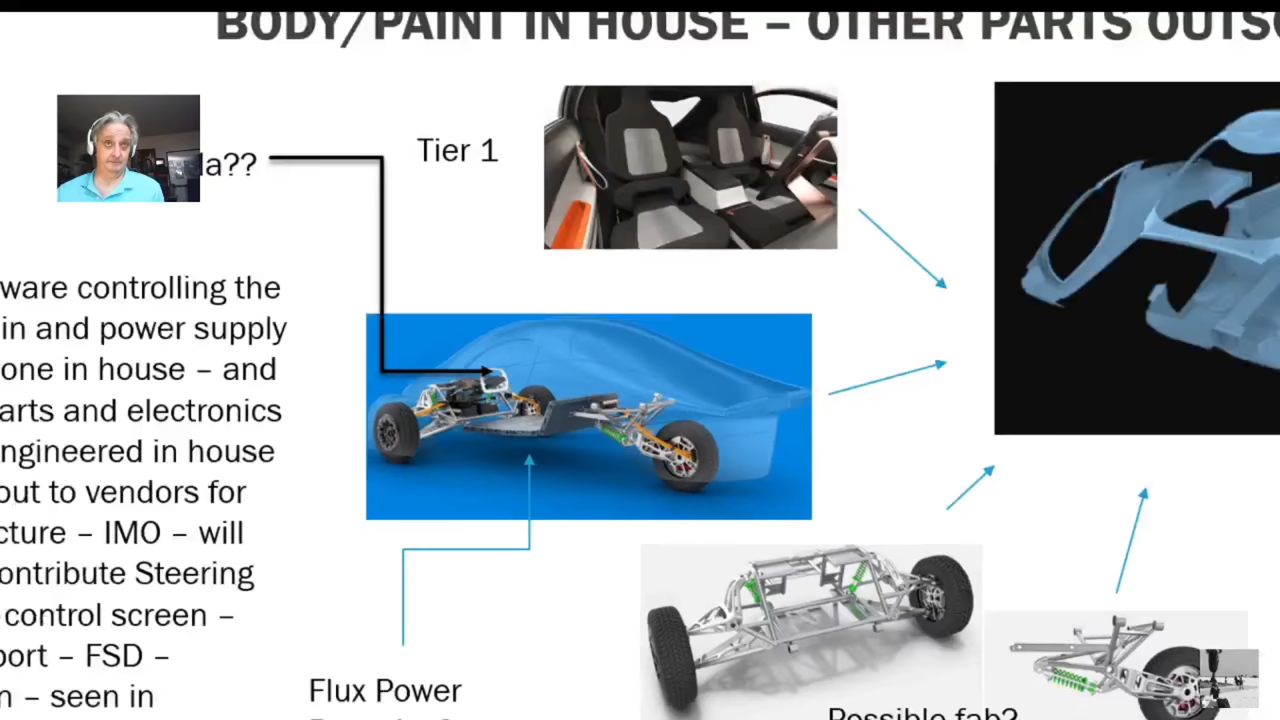 BODY/PAINT IN HOUSE – OTHER PARTS
Tier 1
ware controlling the
in and power supply
one in house – and
arts and electronics
ngineered in house
out to vendors for
cture – IMO – will
ontribute Steering
control screen –
port – FSD –
n – seen in
Flux Power
Possible fab?